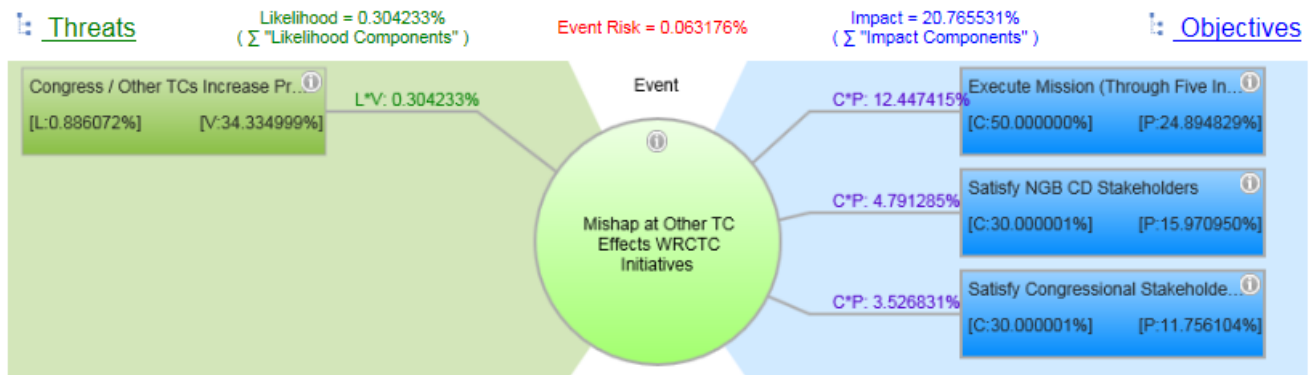 Threats
Likelihood = 0.304233%
( ∑ "Likelihood Components" )
Event Risk = 0.063176%
Impact = 20.765531%
( ∑ "Impact Components" )
Objectives
Congress / Other TCs Increase Pr...
[L:0.886072%] [V:34.334999%]
L*V: 0.304233%
Event
Mishap at Other TC
Effects WRCTC
Initiatives
C*P: 12.447415%
Execute Mission (Through Five In...
[C:50.000000%] [P:24.894829%]
C*P: 4.791285%
Satisfy NGB CD Stakeholders
[C:30.000001%] [P:15.970950%]
C*P: 3.526831%
Satisfy Congressional Stakeholde...
[C:30.000001%] [P:11.756104%]